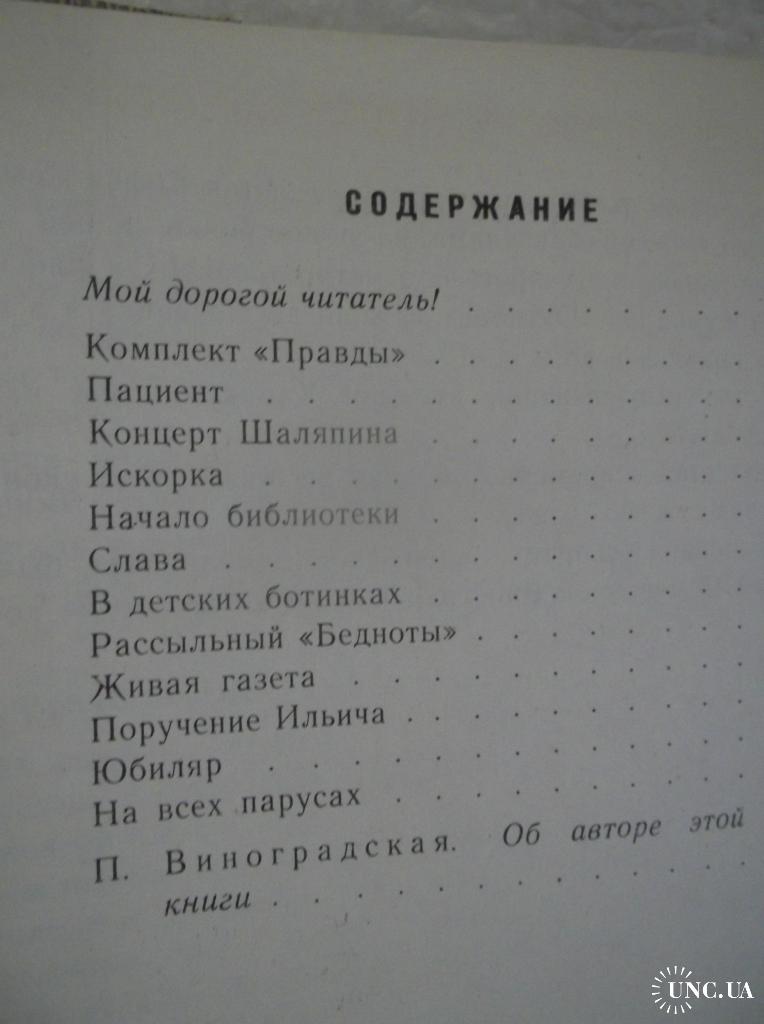 СОДЕРЖАНИЕ
Мой дорогой читатель! . . . . . . . .
Комплект «Правды» . . . . . . . . .
Пациент . . . . . . . . . . . . .
Концерт Шаляпина . . . . . . . . .
Искорка . . . . . . . . . . . . .
Начало библиотеки . . . . . . . . .
Слава . . . . . . . . . . . . . .
В детских ботинках . . . . . . . . .
Рассыльный «Бедноты» . . . . . . . .
Живая газета . . . . . . . . . . .
Поручение Ильича . . . . . . . . . .
Юбиляр . . . . . . . . . . . . .
На всех парусах . . . . . . . . . .
П. Виноградская. Об авторе этой
книги . . . . . . . . . . . . .
UNC.UA